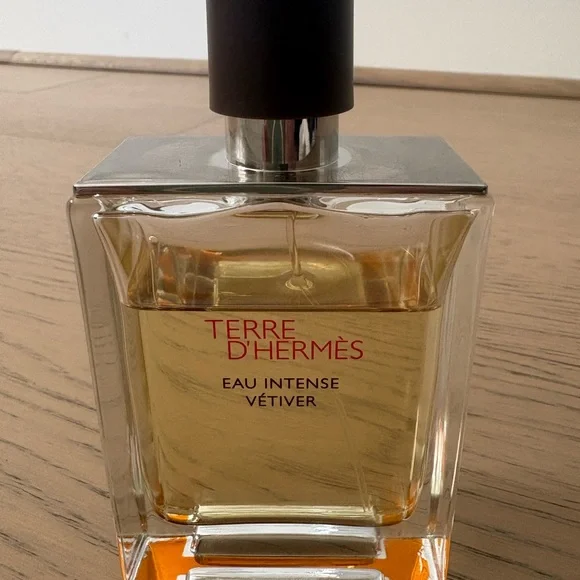 TERRE
D'HERMÈS
EAU INTENSE
VÉTIVER